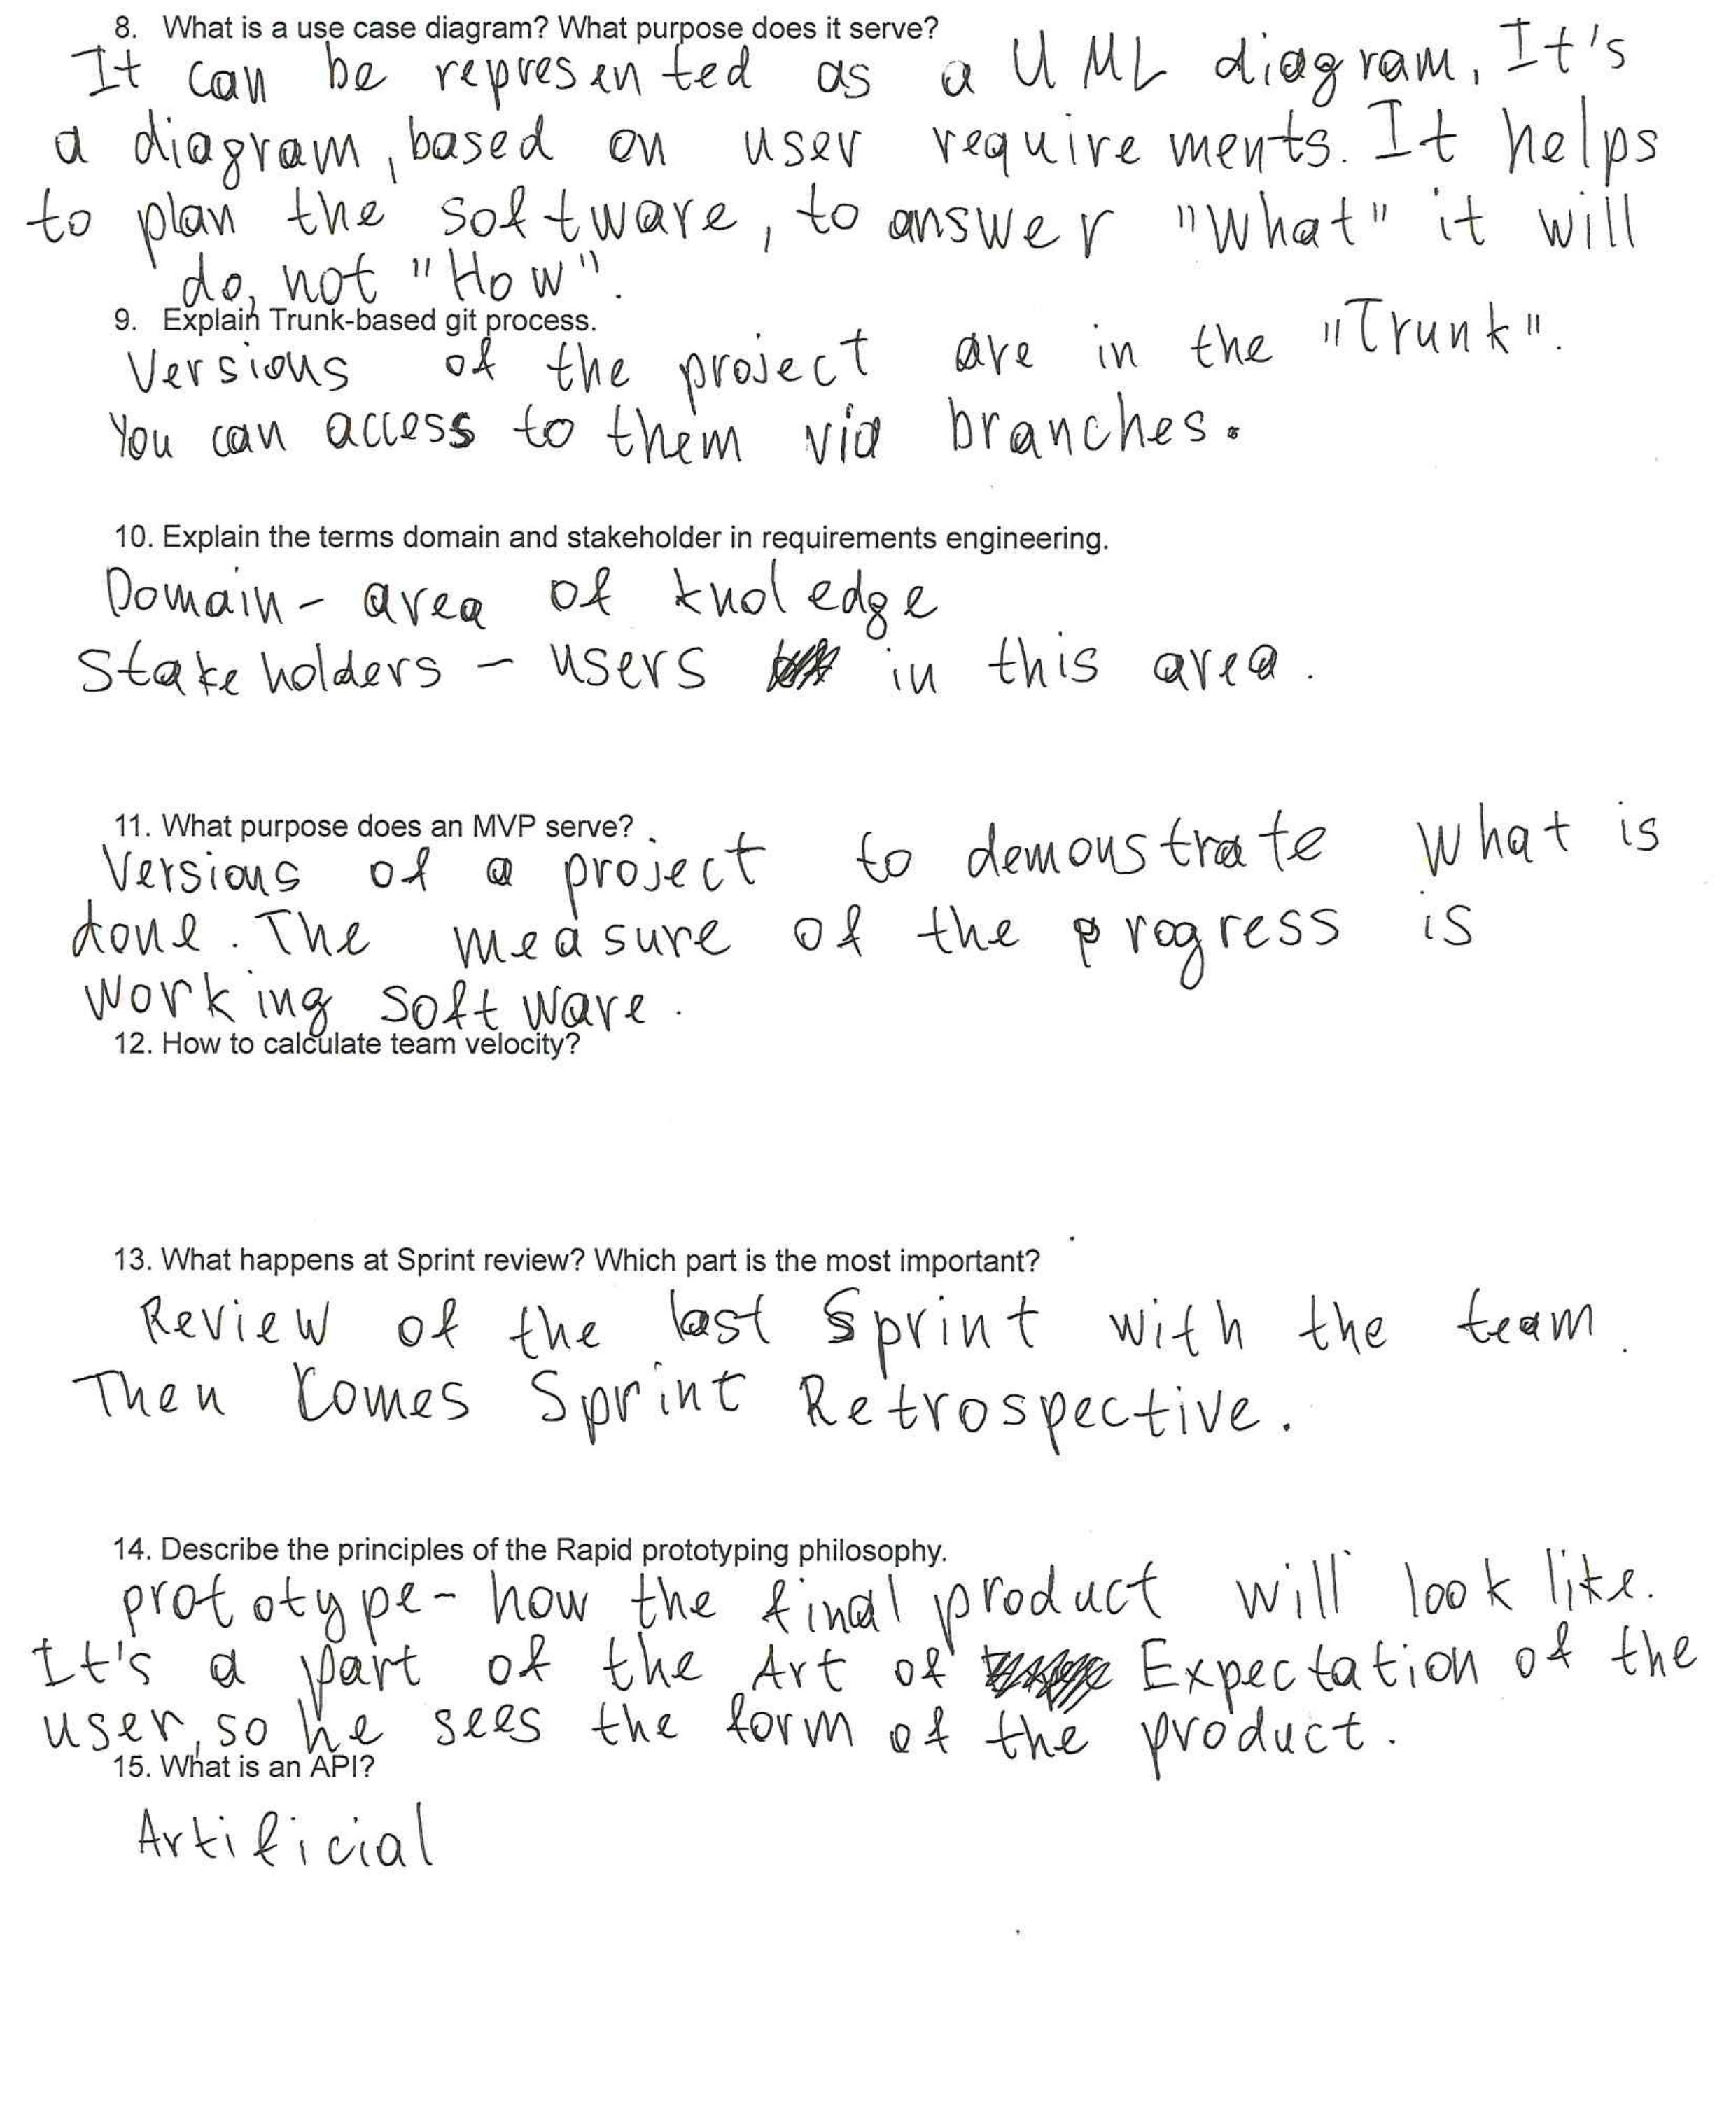 8. What is a use case diagram? What purpose does it serve?
It can be represented as a UML diagram. It's
a diagram, based on user requirements. It helps
to plan the software, to answer "What" it will
do, not "How".
9. Explain Trunk-based git process.
Versions of the project are in the "Trunk".
You can access to them via branches.
10. Explain the terms domain and stakeholder in requirements engineering.
Domain - area of knoledge
Stakeholders - users in this area.
11. What purpose does an MVP serve?
Versions of a project to demonstrate what is
done. The measure of the progress is
working software.
12. How to calculate team velocity?
13. What happens at Sprint review? Which part is the most important?
Review of the last Sprint with the team.
Then comes Sprint Retrospective.
14. Describe the principles of the Rapid prototyping philosophy.
prototype - how the final product will look like.
It's a part of the Art of Expectation of the
user, so he sees the form of the product.
15. What is an API?
Artificial